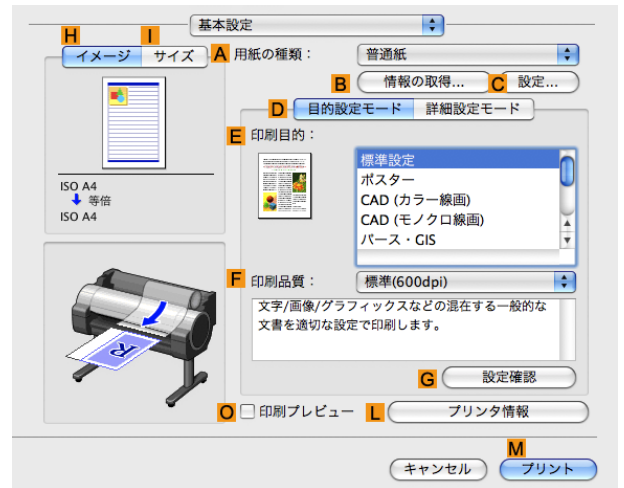 基本設定
H
I
イメージ サイズ
A 用紙の種類：
普通紙
B 情報の取得...
C 設定...
D 目的設定モード 詳細設定モード
E 印刷目的：
標準設定
ポスター
CAD (カラー線画)
CAD (モノクロ線画)
パース・GIS
ISO A4
等倍
ISO A4
F 印刷品質：
標準(600dpi)
文字/画像/グラフィックスなどの混在する一般的な
文書を適切な設定で印刷します。
G 設定確認
O 印刷プレビュー
L プリンタ情報
M
キャンセル プリント
R